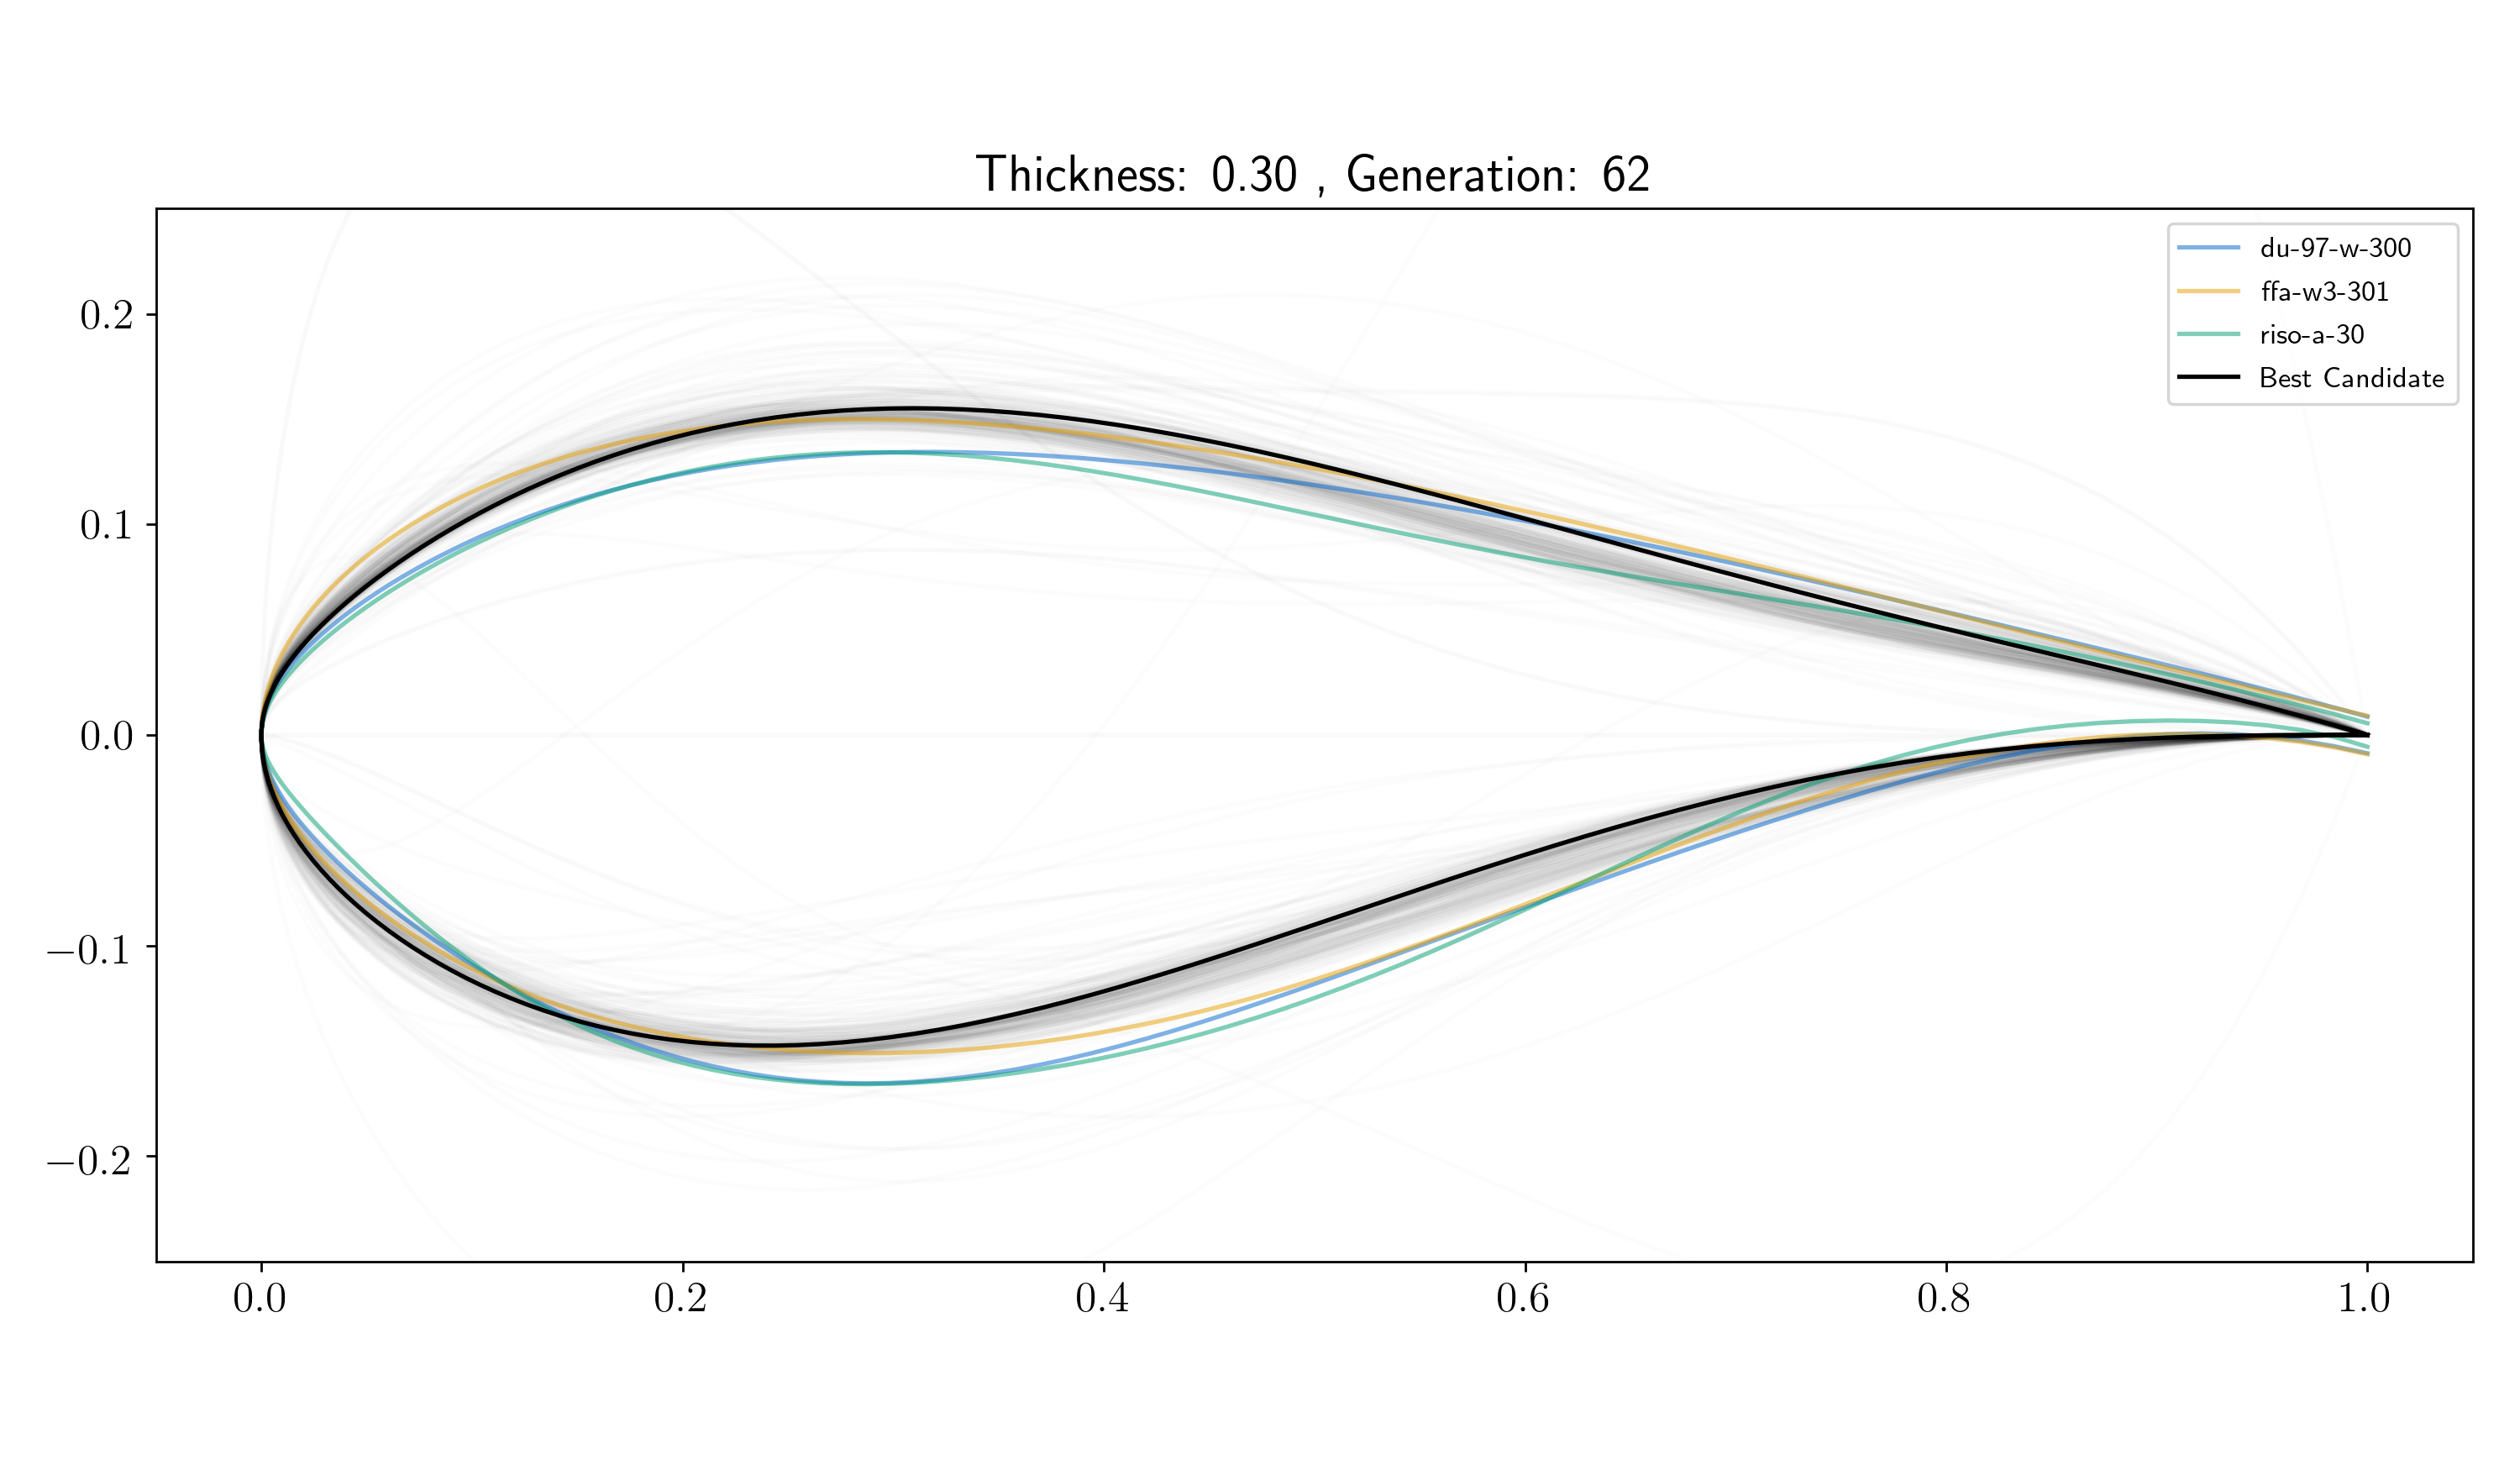 Thickness: 0.30 , Generation: 62
du-97-w-300
ffa-w3-301
riso-a-30
Best Candidate
0.2
0.1
0.0
−0.1
−0.2
0.0 0.2 0.4 0.6 0.8 1.0